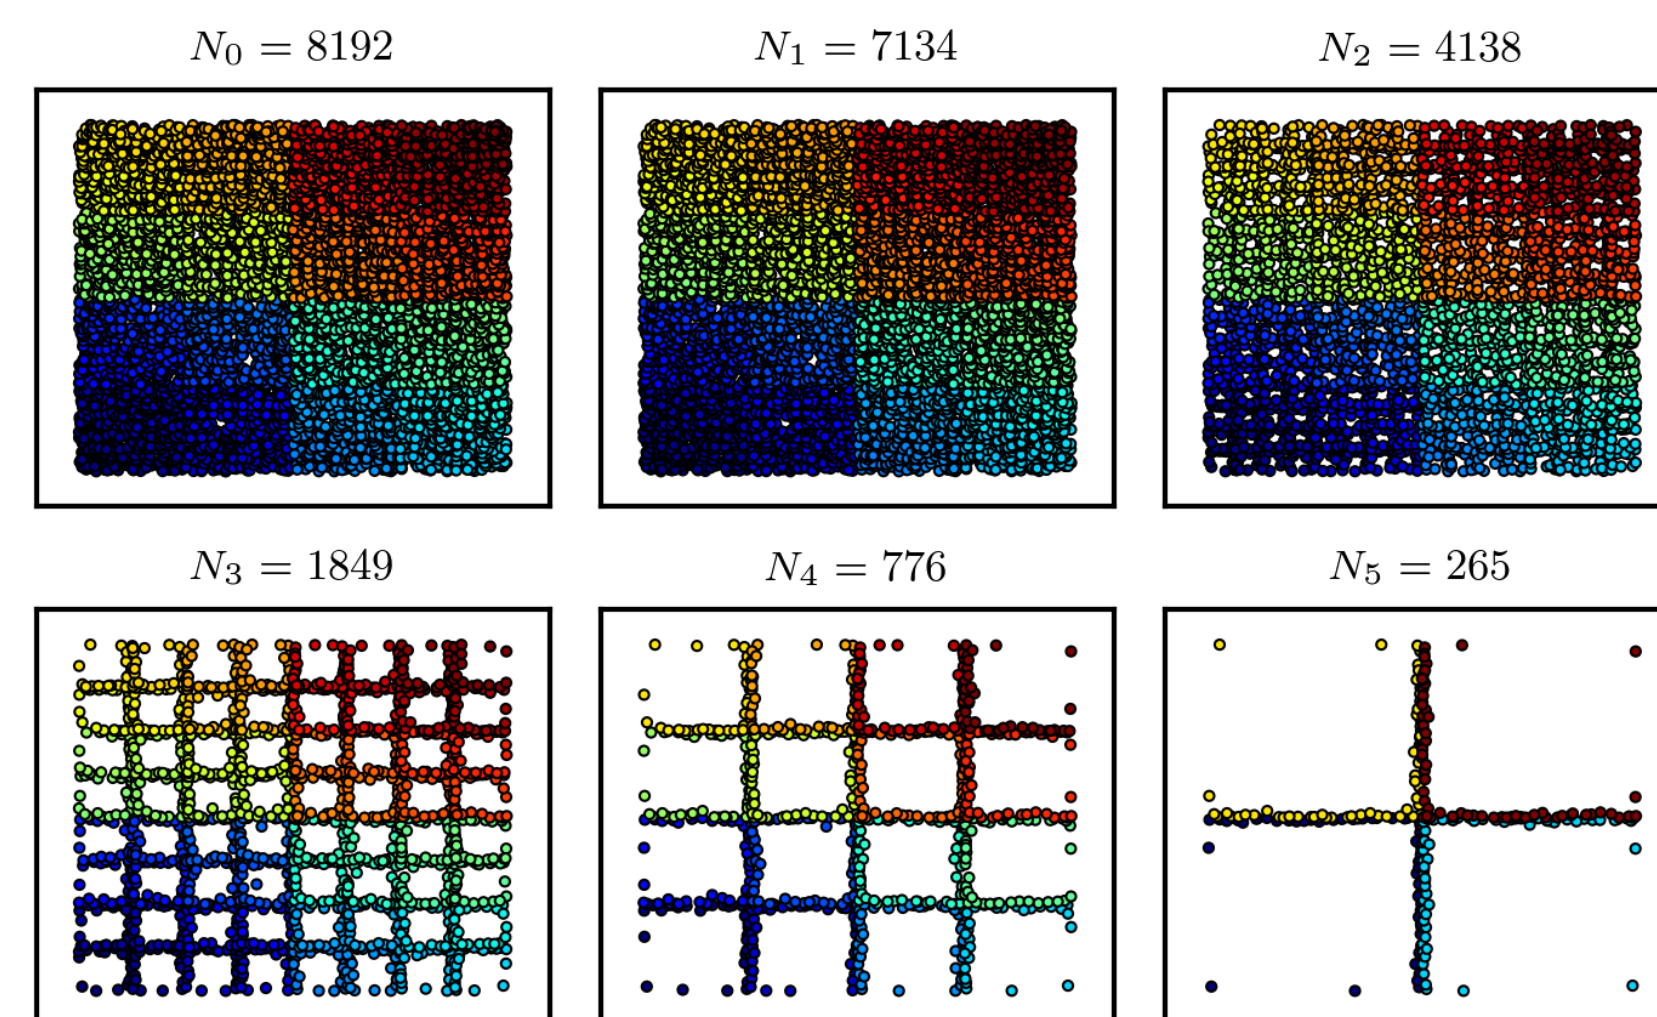 N₀ = 8192
N₁ = 7134
N₂ = 4138
N₃ = 1849
N₄ = 776
N₅ = 265